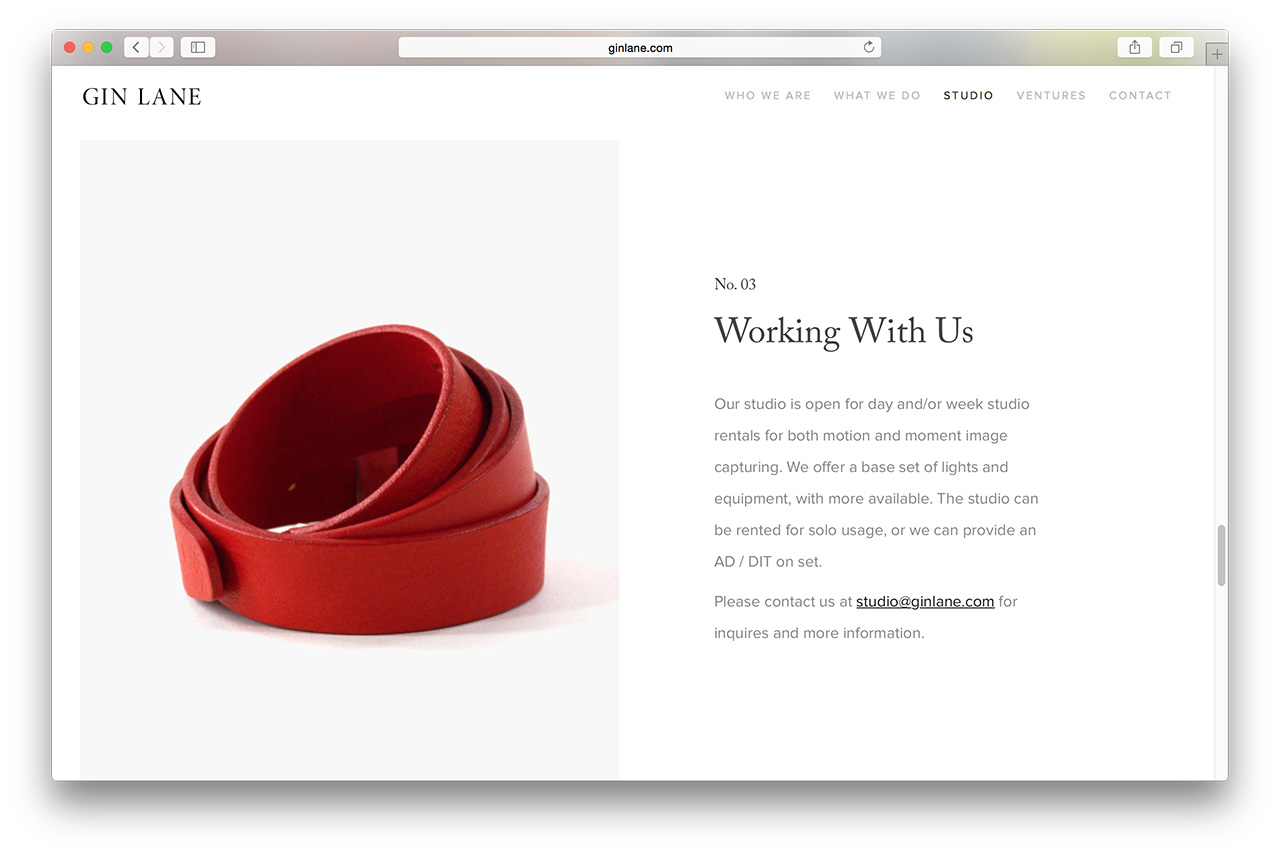 ginlane.com
GIN LANE
WHO WE ARE WHAT WE DO STUDIO VENTURES CONTACT
No. 03
Working With Us
Our studio is open for day and/or week studio
rentals for both motion and moment image
capturing. We offer a base set of lights and
equipment, with more available. The studio can
be rented for solo usage, or we can provide an
AD / DIT on set.
Please contact us at studio@ginlane.com for
inquires and more information.